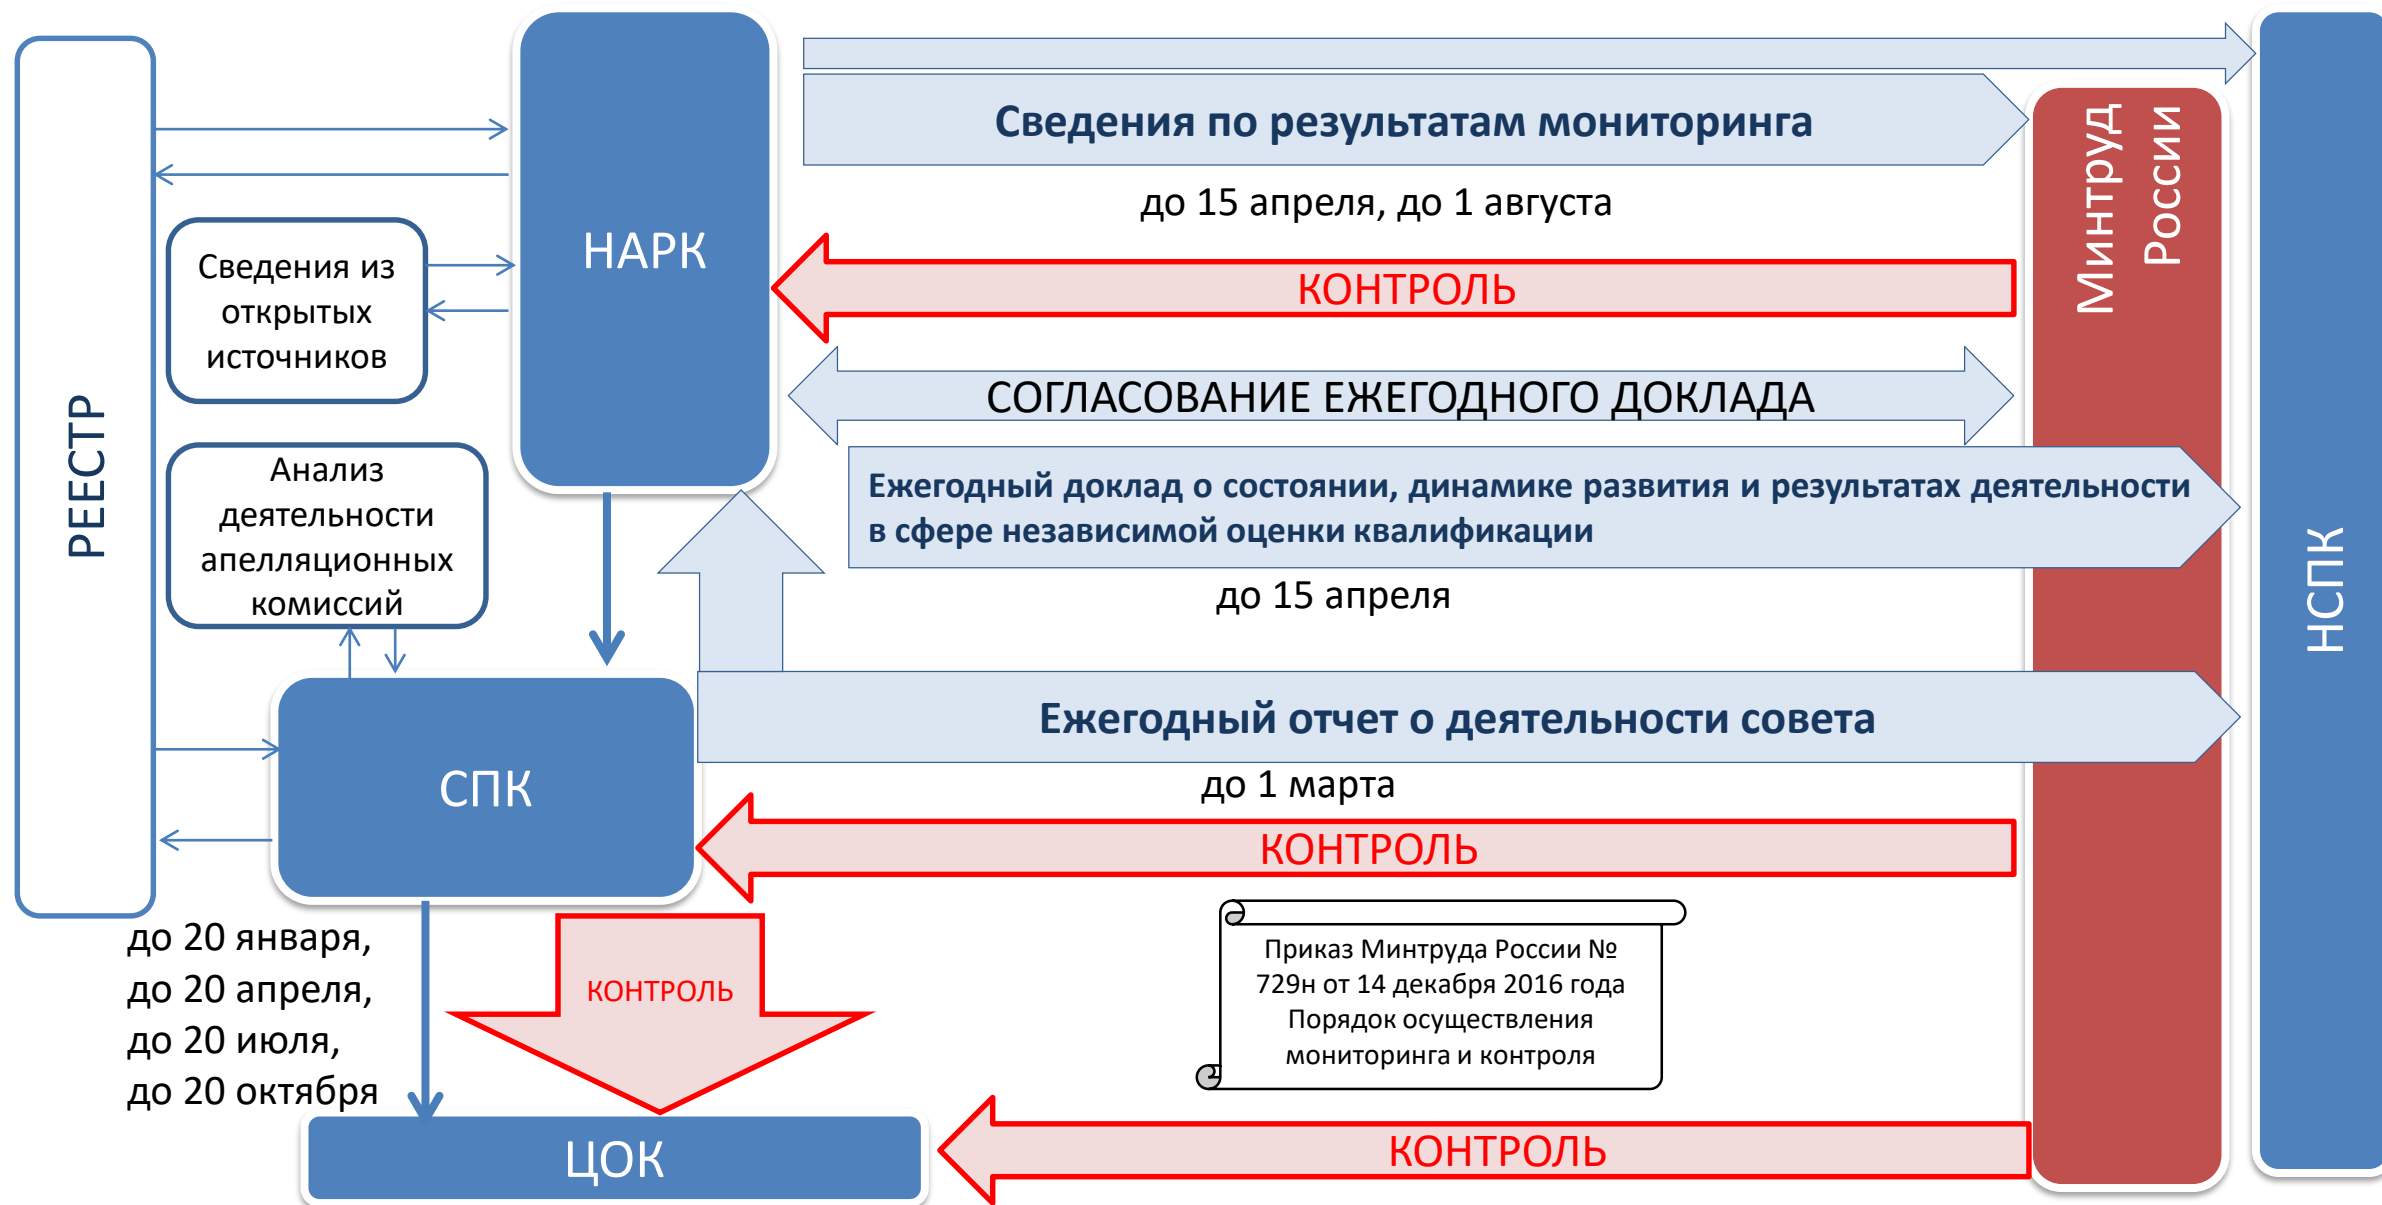 РЕЕСТР
НАРК
Сведения по результатам мониторинга
до 15 апреля, до 1 августа
Минтруд
России
НСПК
Сведения из
открытых
источников
КОНТРОЛЬ
СОГЛАСОВАНИЕ ЕЖЕГОДНОГО ДОКЛАДА
Анализ
деятельности
апелляционных
комиссий
Ежегодный доклад о состоянии, динамике развития и результатах деятельности
в сфере независимой оценки квалификации
до 15 апреля
СПК
Ежегодный отчет о деятельности совета
до 1 марта
КОНТРОЛЬ
до 20 января,
до 20 апреля,
до 20 июля,
до 20 октября
КОНТРОЛЬ
Приказ Минтруда России №
729н от 14 декабря 2016 года
Порядок осуществления
мониторинга и контроля
ЦОК
КОНТРОЛЬ